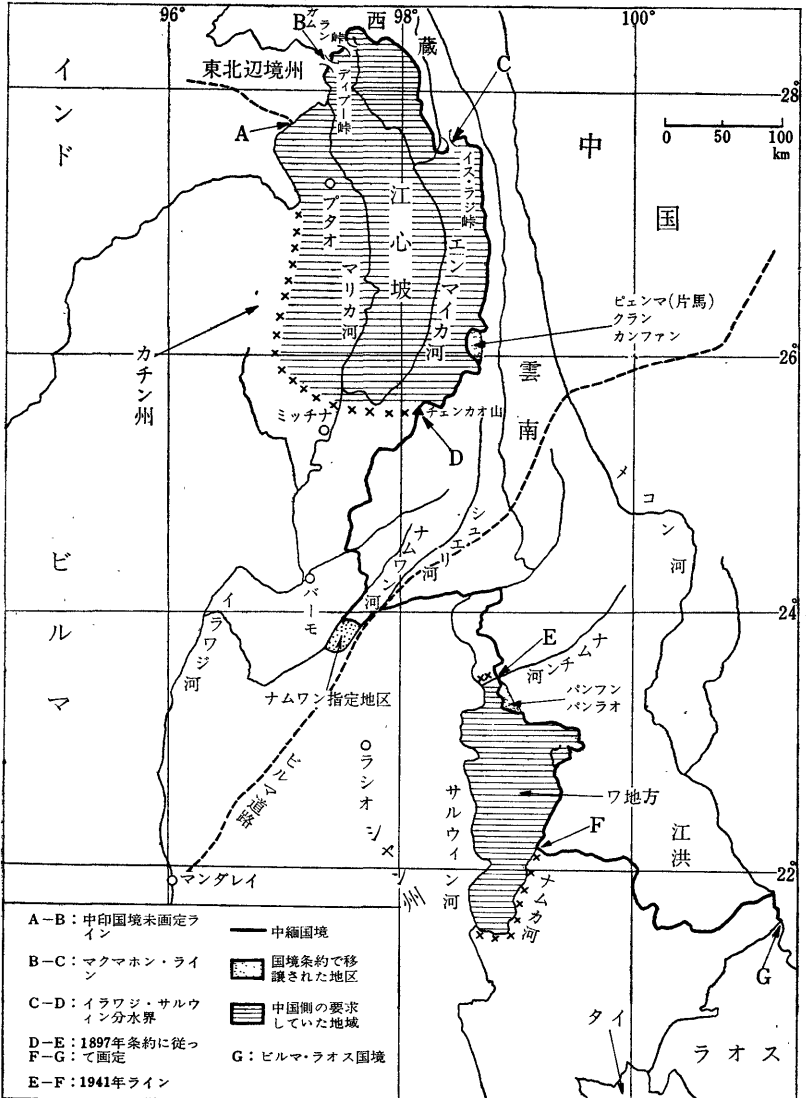 96°
98°
100°
28°
26°
24°
22°
0 50 100
km
インド
ビルマ
中国
西蔵
雲南
東北辺境州
ガムラン峠
ディプー峠
イス・ラジ峠
A
B
C
D
E
F
G
プタオ
江心坡
マリカ河
エンマイカ河
カチン州
ミッチナ
チェンカオ山
ピェンマ(片馬)
クラン
カンファン
メコン河
シュエリ河
ナムワン河
バーモ
イラワジ河
ナムワン指定地区
ナムチン河
パンフン
パンラオ
ラシオ
ビルマ道路
シャン州
サルウィン河
ワ地方
ナムカ河
江洪
マンダレイ
タイ
ラオス
A-B：中印国境未画定ラ
イン
B-C：マクマホン・ライ
ン
C-D：イラワジ・サルウ
ィン分水界
D-E：1897年条約に従っ
F-G：て画定
E-F：1941年ライン
中緬国境
国境条約で移
譲された地区
中国側の要求
していた地域
G：ビルマ・ラオス国境